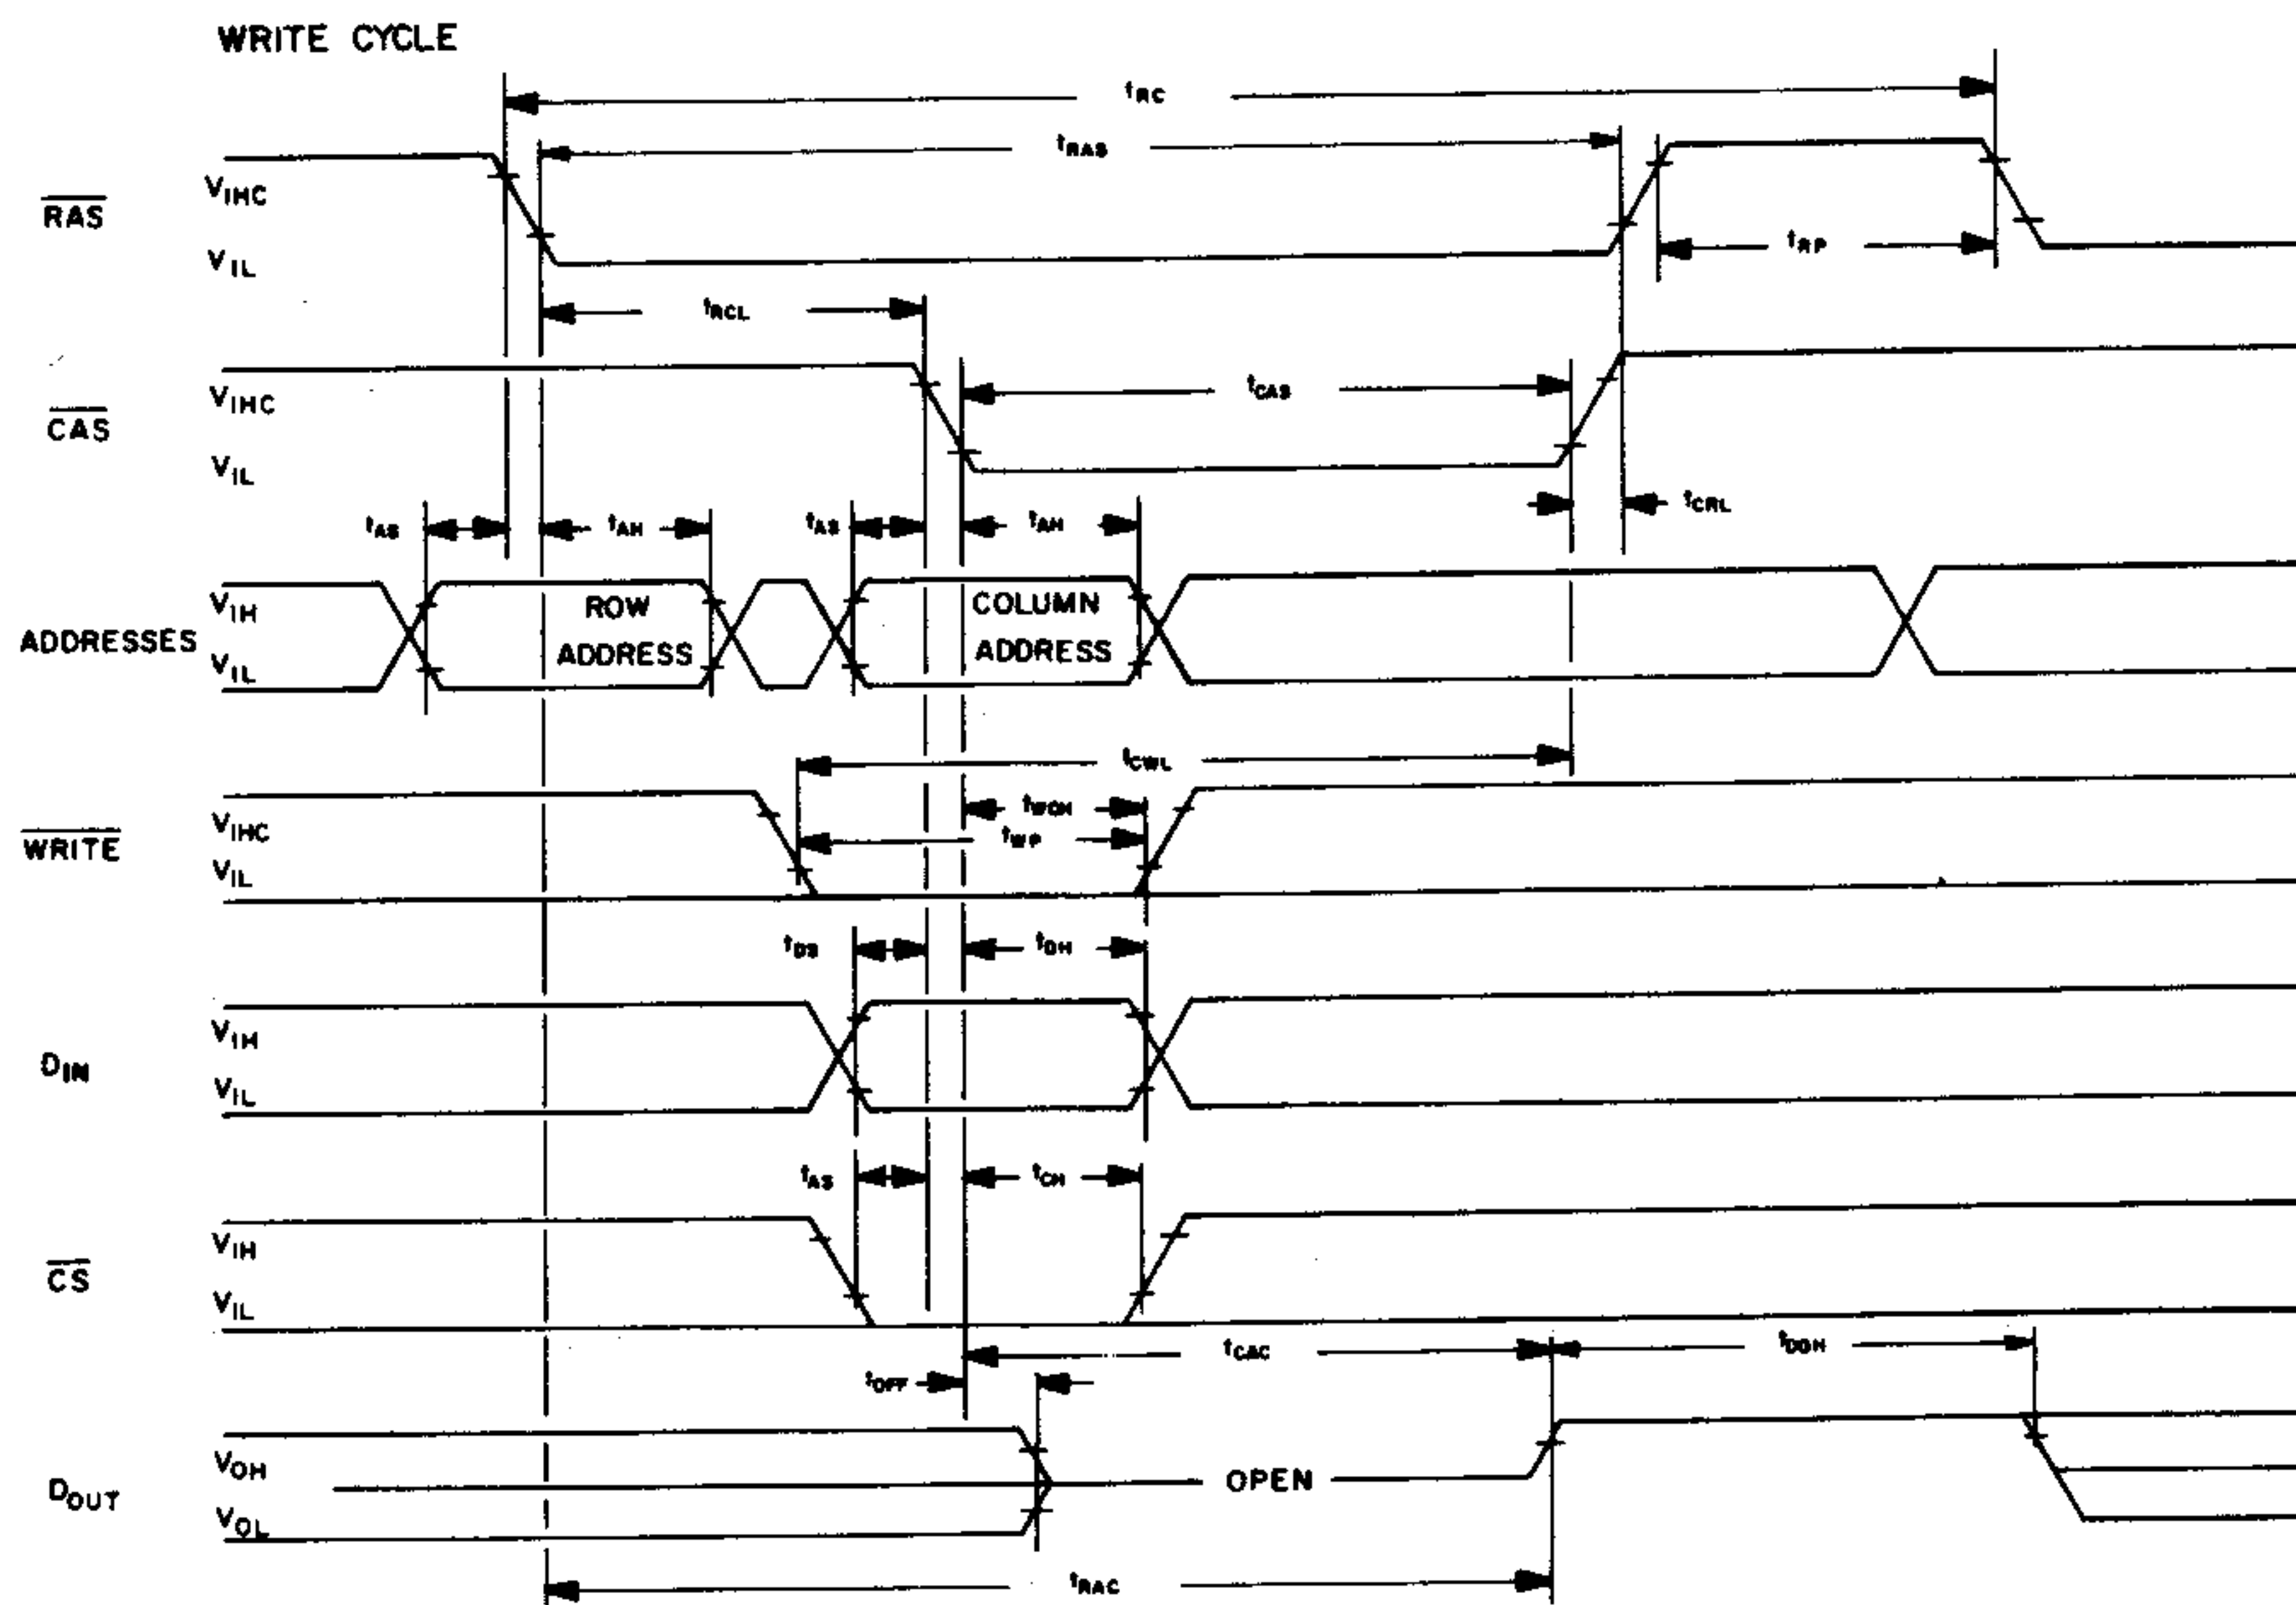 WRITE CYCLE
tRC
tRAS
RAS
VIHC
VIL
tRP
tRCL
CAS
VIHC
VIL
tCAS
tCRL
tAS
tAH
tAS
tAH
ADDRESSES
VIH
VIL
ROW
ADDRESS
COLUMN
ADDRESS
tCWL
WRITE
VIHC
VIL
tWCH
tWP
tDS
tDH
DIN
VIH
VIL
tAS
tCH
CS
VIH
VIL
tCAC
tDOH
tOFF
DOUT
VOH
VOL
OPEN
tRAC